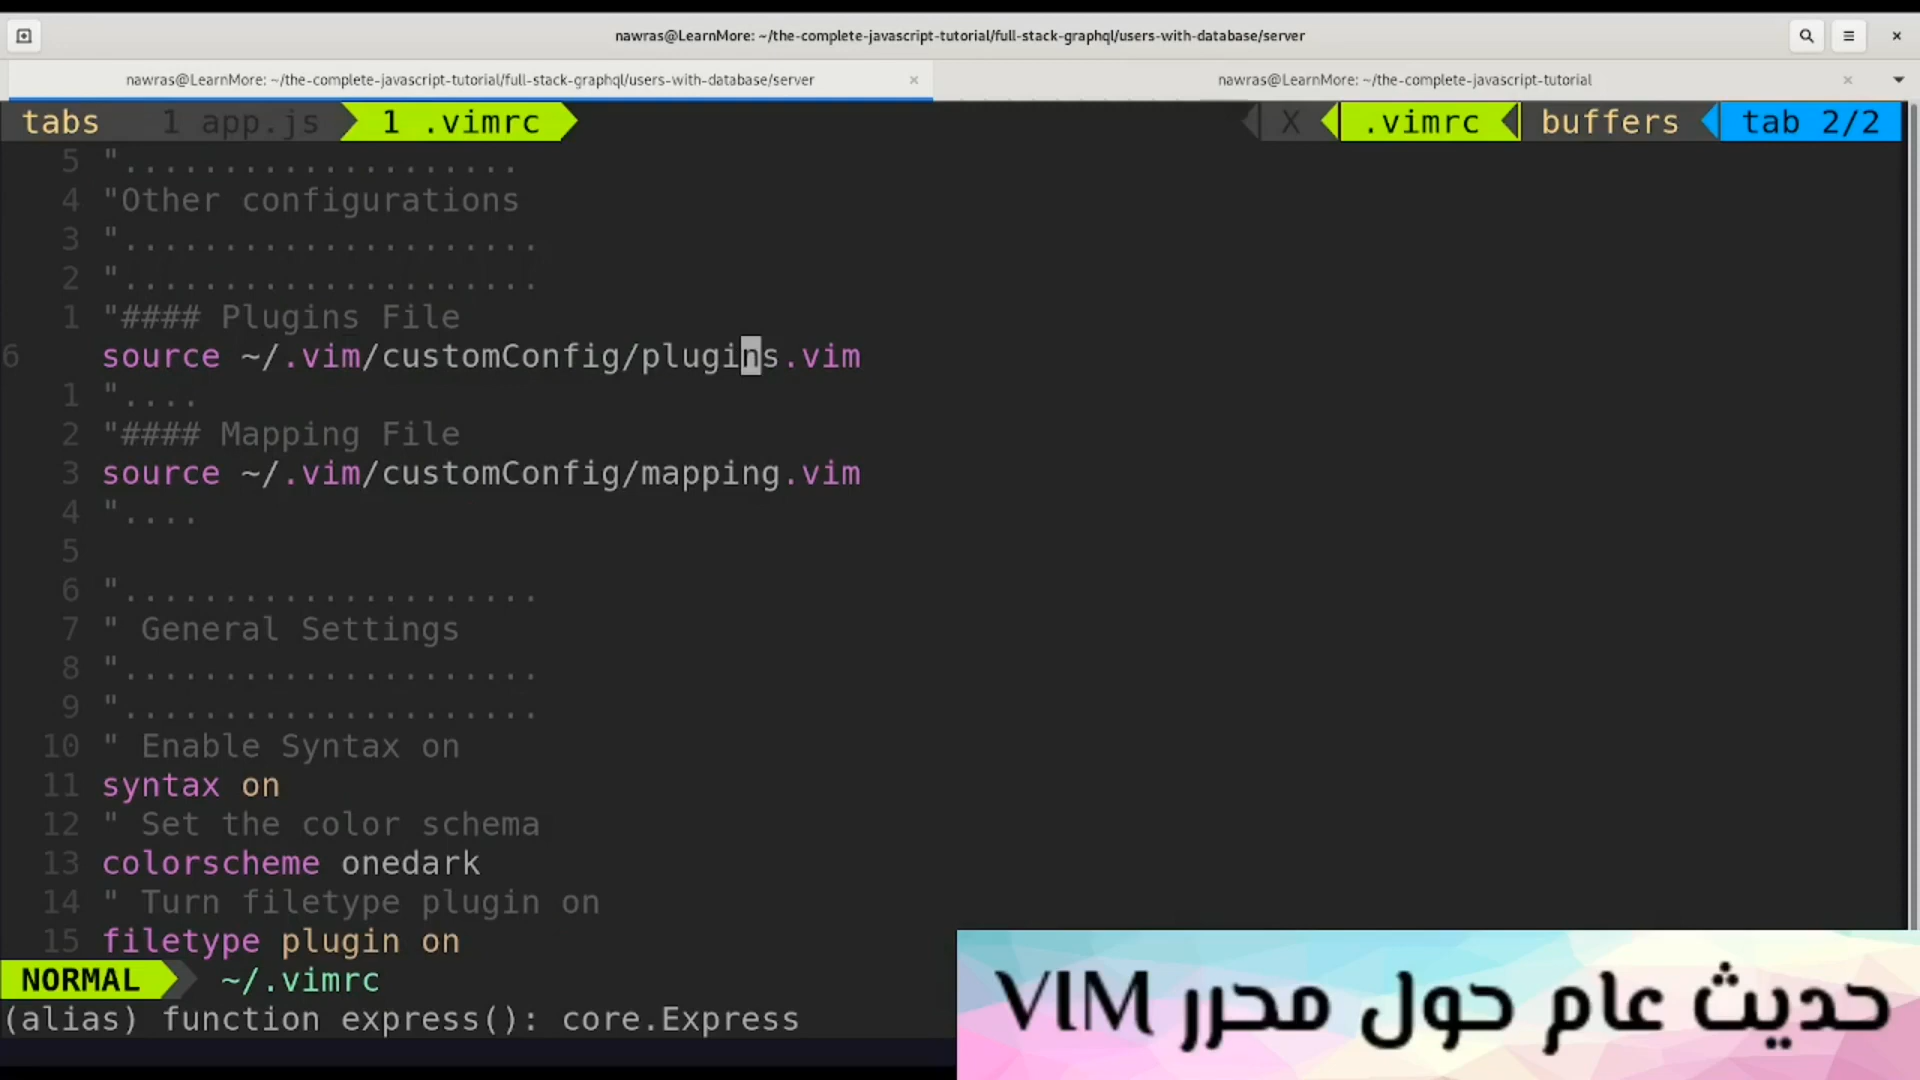 nawras@LearnMore: ~/the-complete-javascript-tutorial/full-stack-graphql/users-with-database/server
nawras@LearnMore: ~/the-complete-javascript-tutorial/full-stack-graphql/users-with-database/server × nawras@LearnMore: ~/the-complete-javascript-tutorial ×
tabs 1 app.js 1 .vimrc X .vimrc buffers tab 2/2
5 "....................
4 "Other configurations
3 ".....................
2 ".....................
1 "#### Plugins File
6 source ~/.vim/customConfig/plugins.vim
1 "....
2 "#### Mapping File
3 source ~/.vim/customConfig/mapping.vim
4 "....
5
6 ".....................
7 " General Settings
8 ".....................
9 ".....................
10 " Enable Syntax on
11 syntax on
12 " Set the color schema
13 colorscheme onedark
14 " Turn filetype plugin on
15 filetype plugin on
NORMAL ~/.vimrc
(alias) function express(): core.Express
حديث عام حول محرر VIM